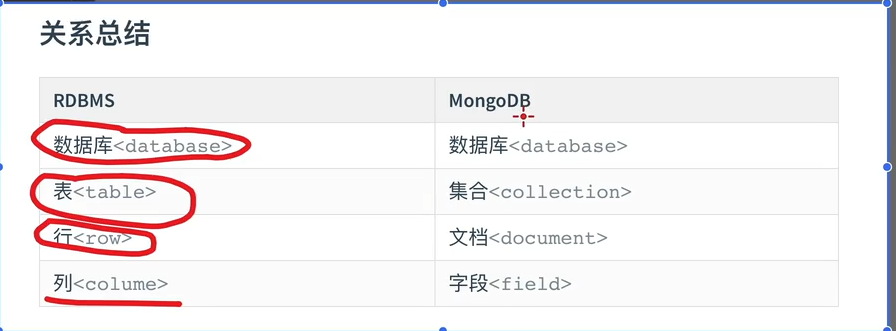 关系总结
RDBMS MongoDB
数据库<database> 数据库<database>
表<table> 集合<collection>
行<row> 文档<document>
列<colume> 字段<field>